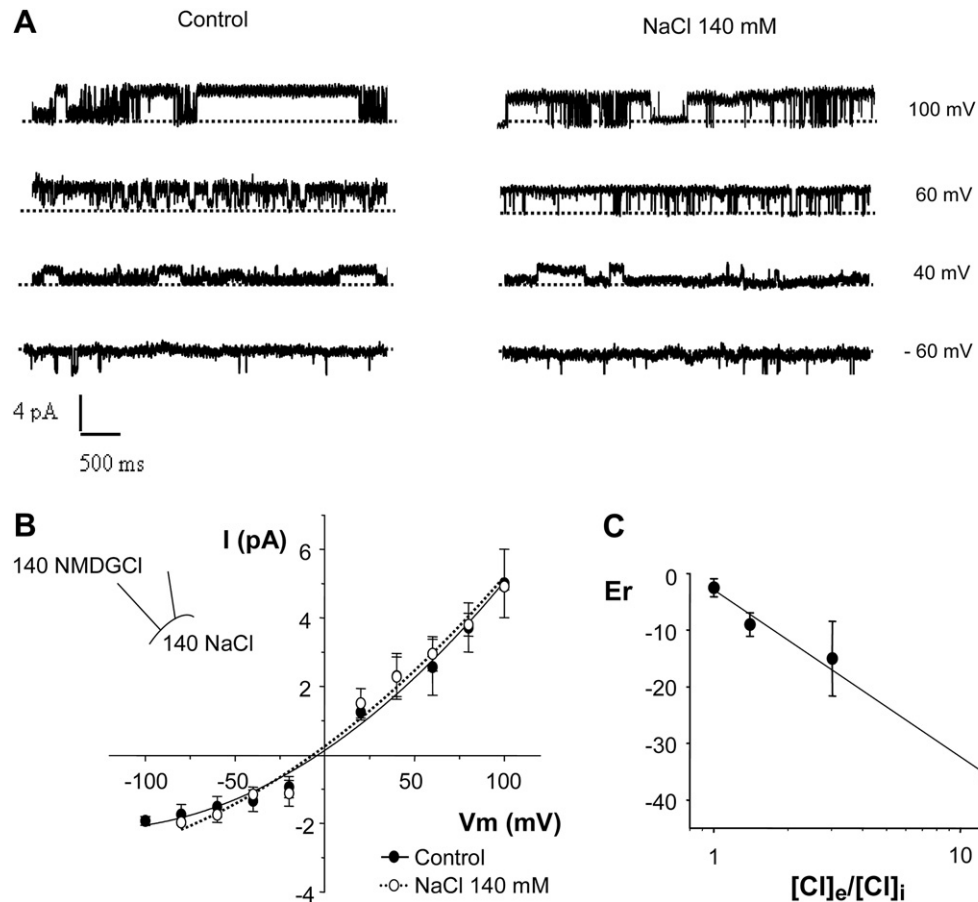 A
Control
NaCl 140 mM
100 mV
60 mV
40 mV
- 60 mV
4 pA
500 ms
B
I (pA)
140 NMDGCl
140 NaCl
6
4
2
-2
-4
-100
-50
50
100
Vm (mV)
Control
NaCl 140 mM
C
Er
0
-10
-20
-30
-40
1
10
[Cl]e/[Cl]i